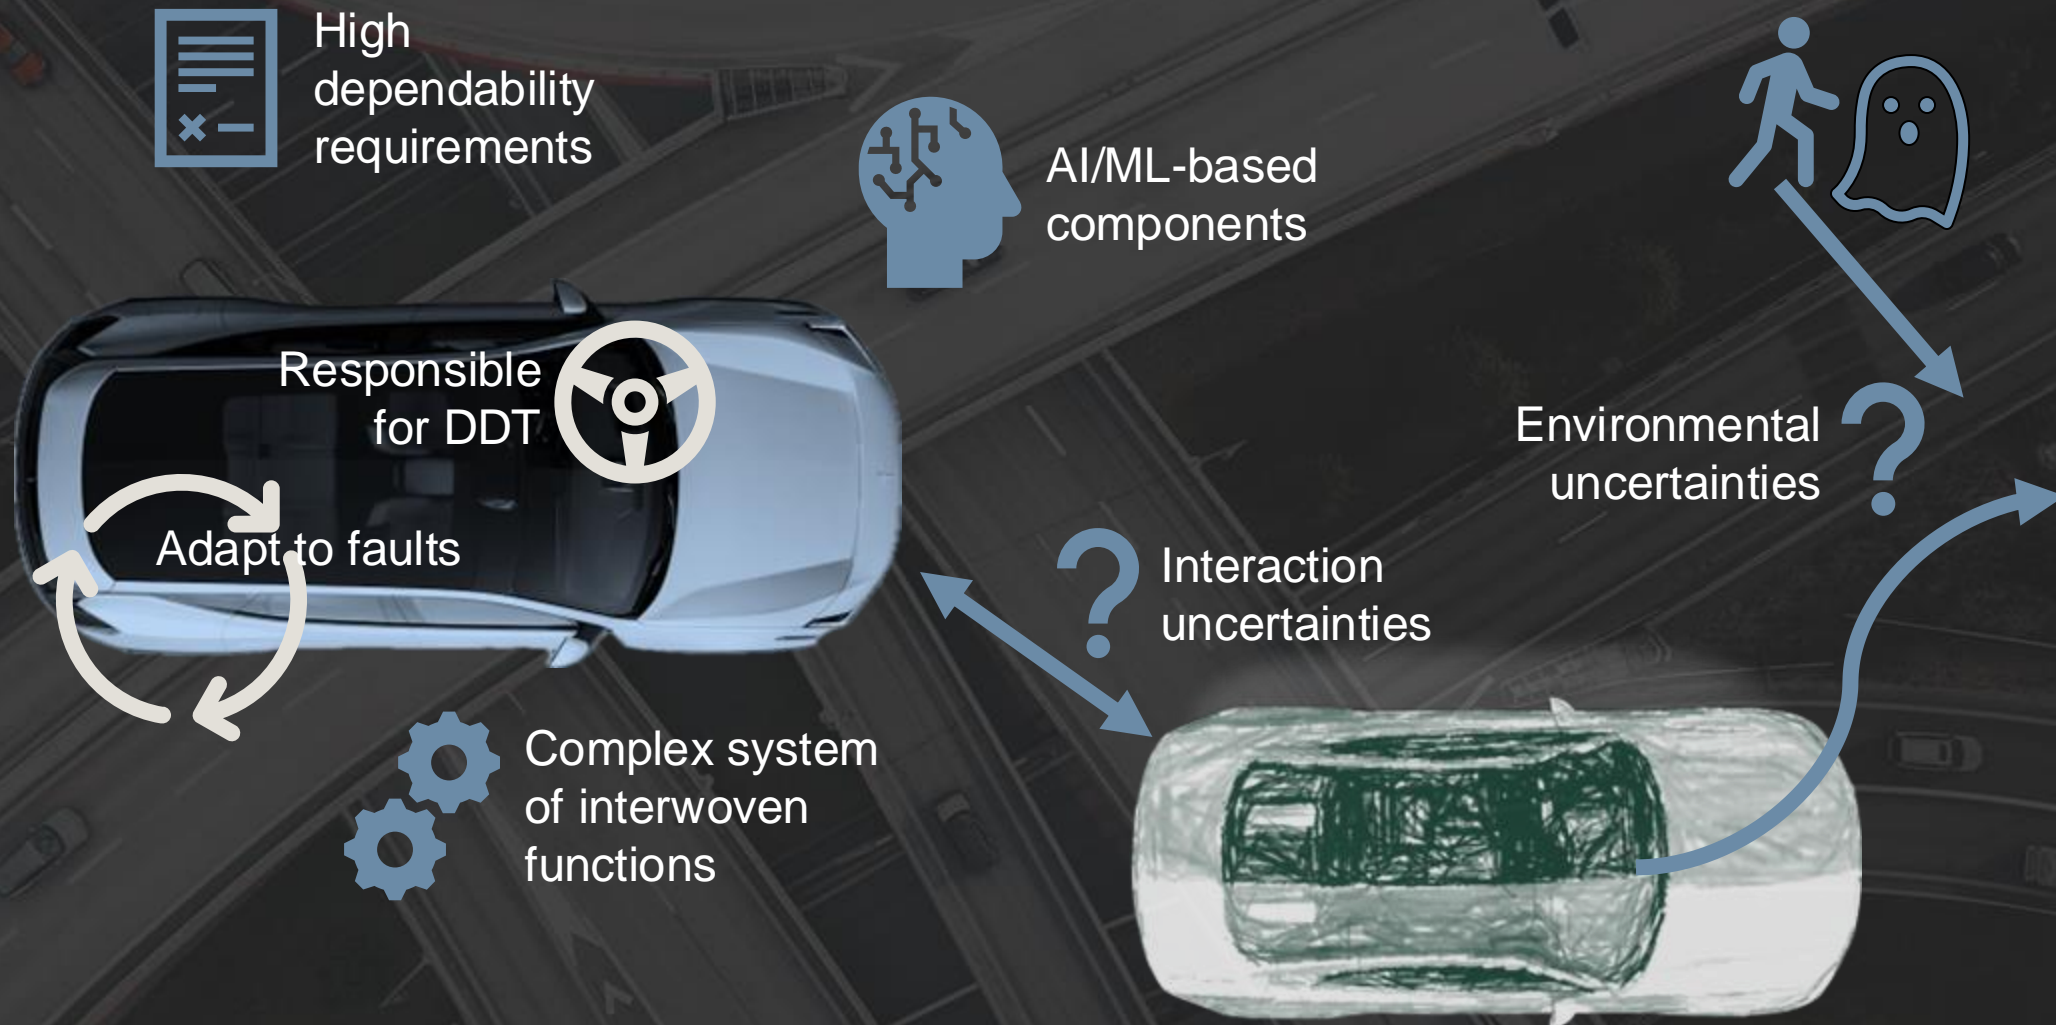 High
dependability
requirements
AI/ML-based
components
Responsible
for DDT
Environmental
uncertainties
Adapt to faults
Interaction
uncertainties
Complex system
of interwoven
functions